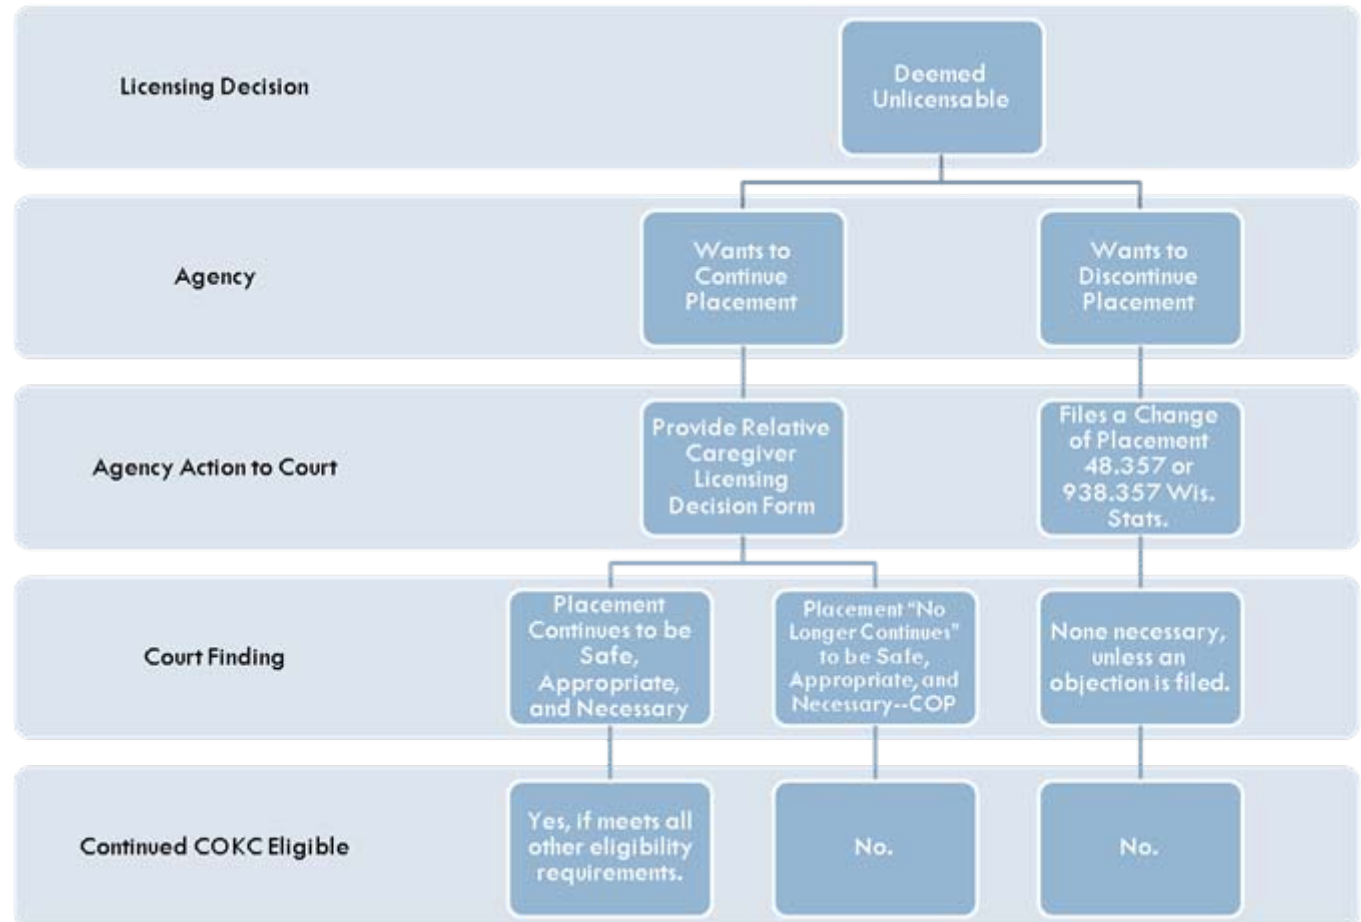 Licensing Decision
Deemed
Unlicensable
Agency
Wants to
Continue
Placement
Wants to
Discontinue
Placement
Agency Action to Court
Provide Relative
Caregiver
Licensing
Decision Form
Files a Change
of Placement
48.357 or
938.357 Wis.
Stats.
Court Finding
Placement
Continues to be
Safe,
Appropriate,
and Necessary
Placement “No
Longer Continues”
to be Safe,
Appropriate, and
Necessary--COP
None necessary,
unless an
objection is filed.
Continued COKC Eligible
Yes, if meets all
other eligibility
requirements.
No.
No.